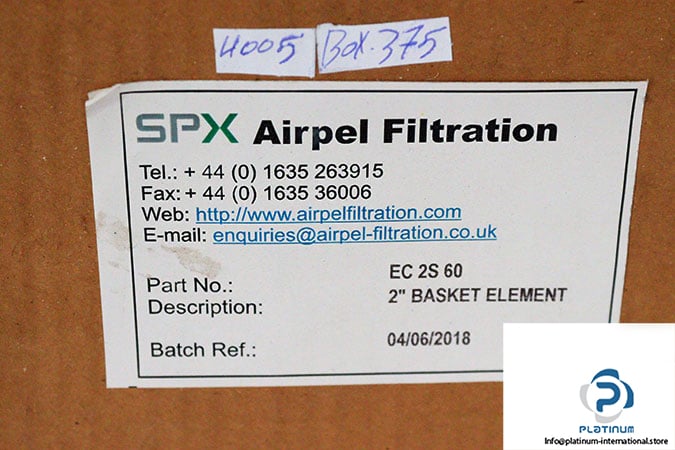 4005 BOX.375
SPX Airpel Filtration
Tel.: + 44 (0) 1635 263915
Fax: + 44 (0) 1635 36006
Web: http://www.airpelfiltration.com
E-mail: enquiries@airpel-filtration.co.uk
Part No.: EC 2S 60
Description: 2" BASKET ELEMENT
Batch Ref.: 04/06/2018
PLATINUM
Info@platinum-international.store